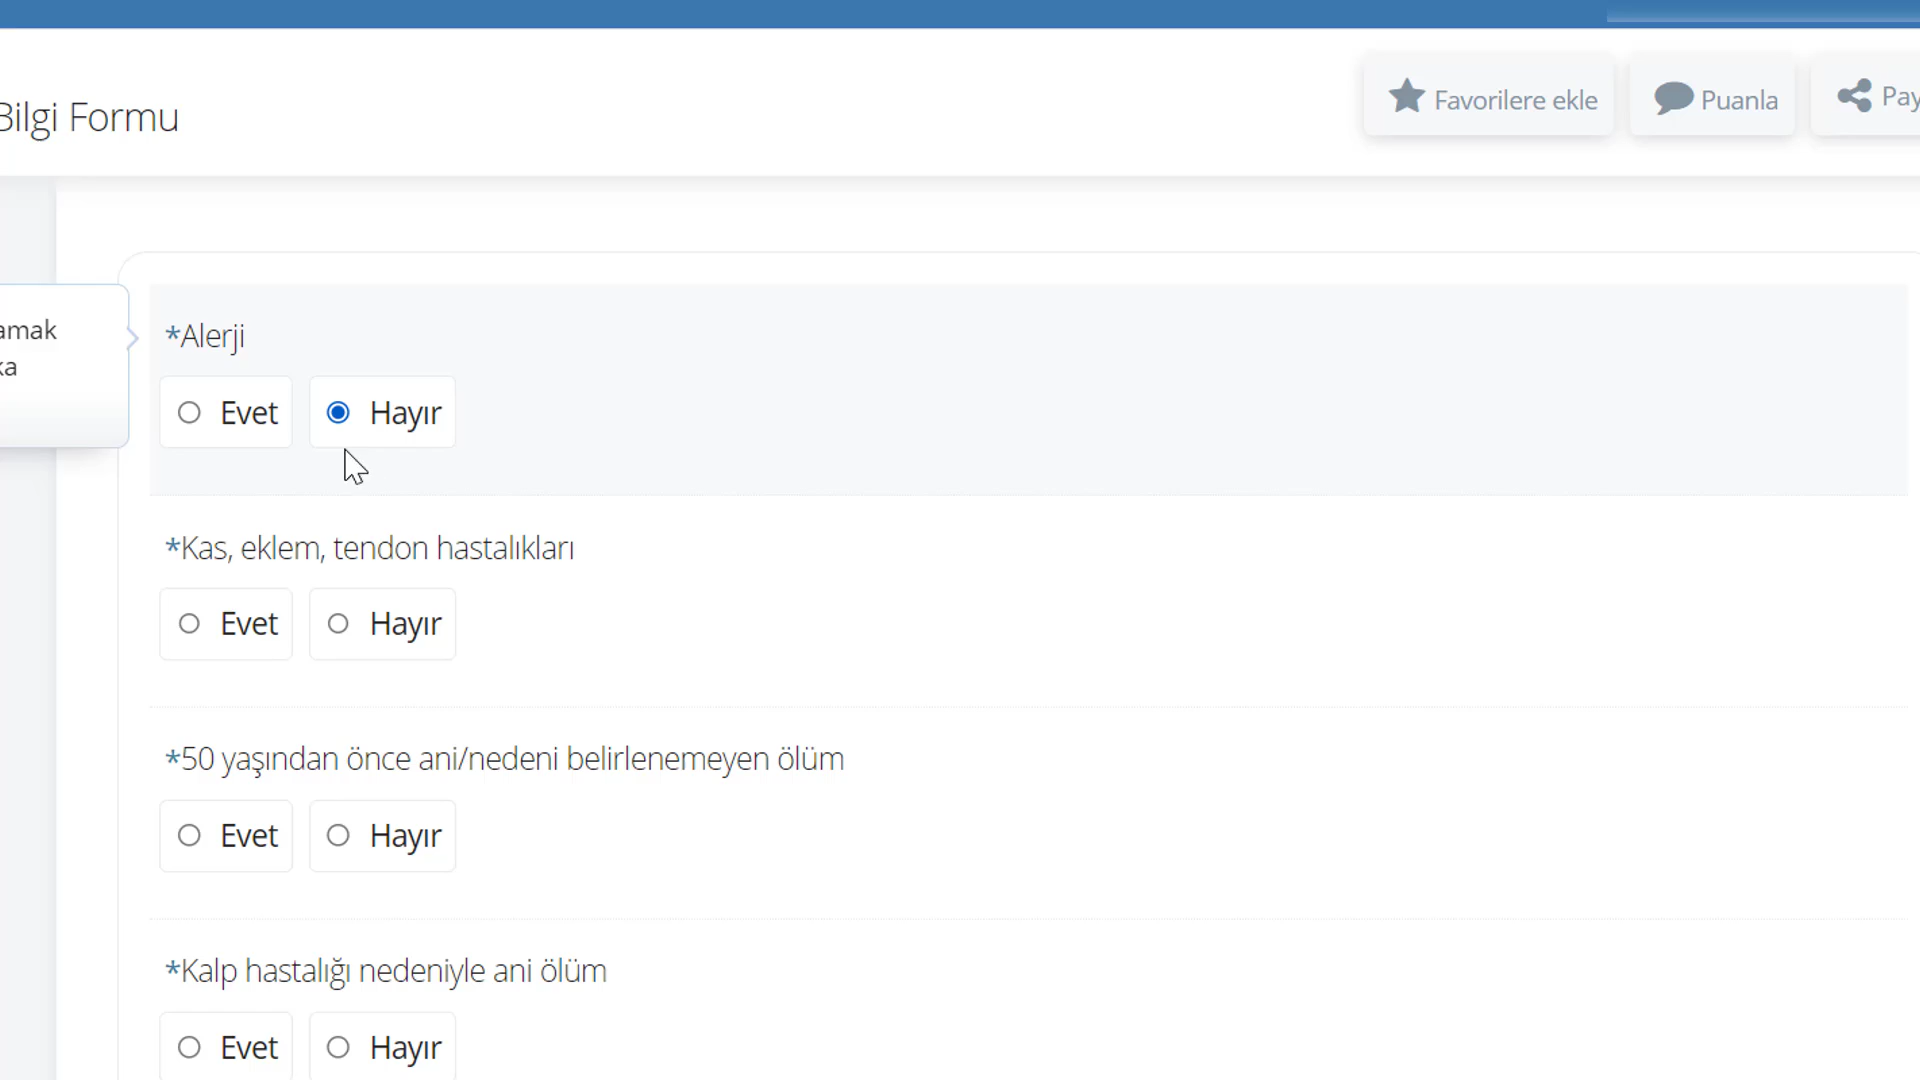 Bilgi Formu
Favorilere ekle
Puanla
*Alerji
Evet
Hayır
*Kas, eklem, tendon hastalıkları
Evet
Hayır
*50 yaşından önce ani/nedeni belirlenemeyen ölüm
Evet
Hayır
*Kalp hastalığı nedeniyle ani ölüm
Evet
Hayır